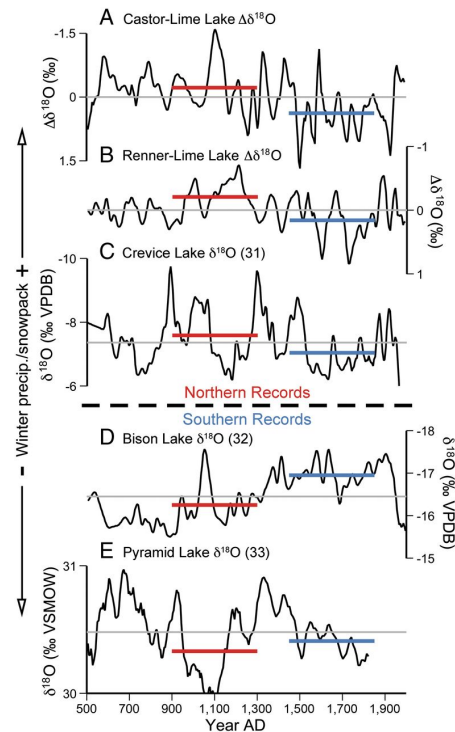 A Castor-Lime Lake Δδ¹⁸O
-1.5
0
1.5
Δδ¹⁸O (‰)
B Renner-Lime Lake Δδ¹⁸O
-1
0
1
Δδ¹⁸O (‰)
C Crevice Lake δ¹⁸O (31)
-10
-8
-6
δ¹⁸O (‰ VPDB)
- Winter precip./snowpack +
Northern Records
Southern Records
D Bison Lake δ¹⁸O (32)
-18
-17
-16
-15
δ¹⁸O (‰ VPDB)
E Pyramid Lake δ¹⁸O (33)
31
30
δ¹⁸O (‰ VSMOW)
500 700 900 1,100 1,300 1,500 1,700 1,900
Year AD